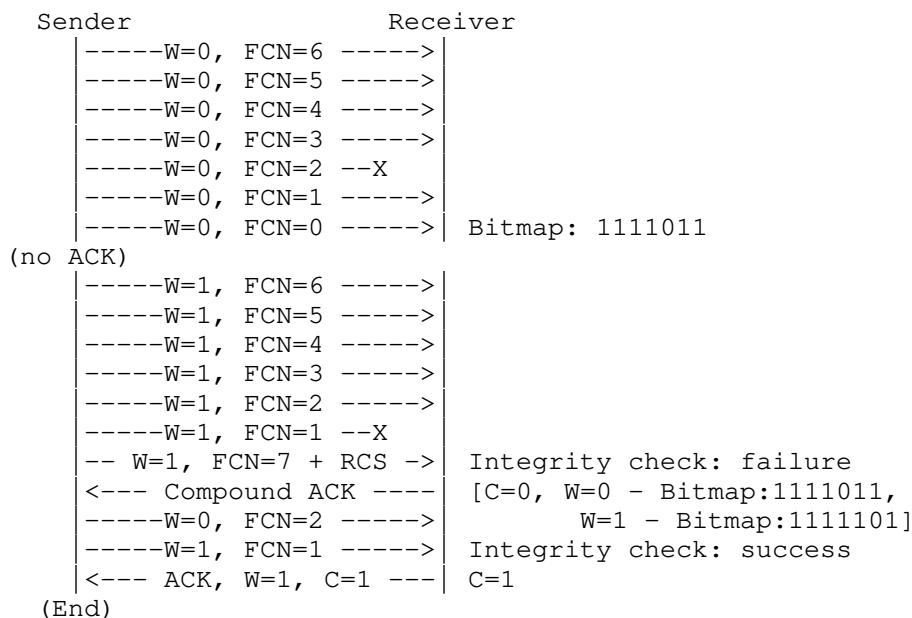 Sender                    Receiver
     |-----W=0, FCN=6 ----->|
     |-----W=0, FCN=5 ----->|
     |-----W=0, FCN=4 ----->|
     |-----W=0, FCN=3 ----->|
     |-----W=0, FCN=2 --X   |
     |-----W=0, FCN=1 ----->|
     |-----W=0, FCN=0 ----->| Bitmap: 1111011
(no ACK)
     |-----W=1, FCN=6 ----->|
     |-----W=1, FCN=5 ----->|
     |-----W=1, FCN=4 ----->|
     |-----W=1, FCN=3 ----->|
     |-----W=1, FCN=2 ----->|
     |-----W=1, FCN=1 --X   |
     |-- W=1, FCN=7 + RCS ->| Integrity check: failure
     |<--- Compound ACK ----| [C=0, W=0 - Bitmap:1111011,
     |-----W=0, FCN=2 ----->|       W=1 - Bitmap:1111101]
     |-----W=1, FCN=1 ----->| Integrity check: success
     |<--- ACK, W=1, C=1 ---| C=1
   (End)